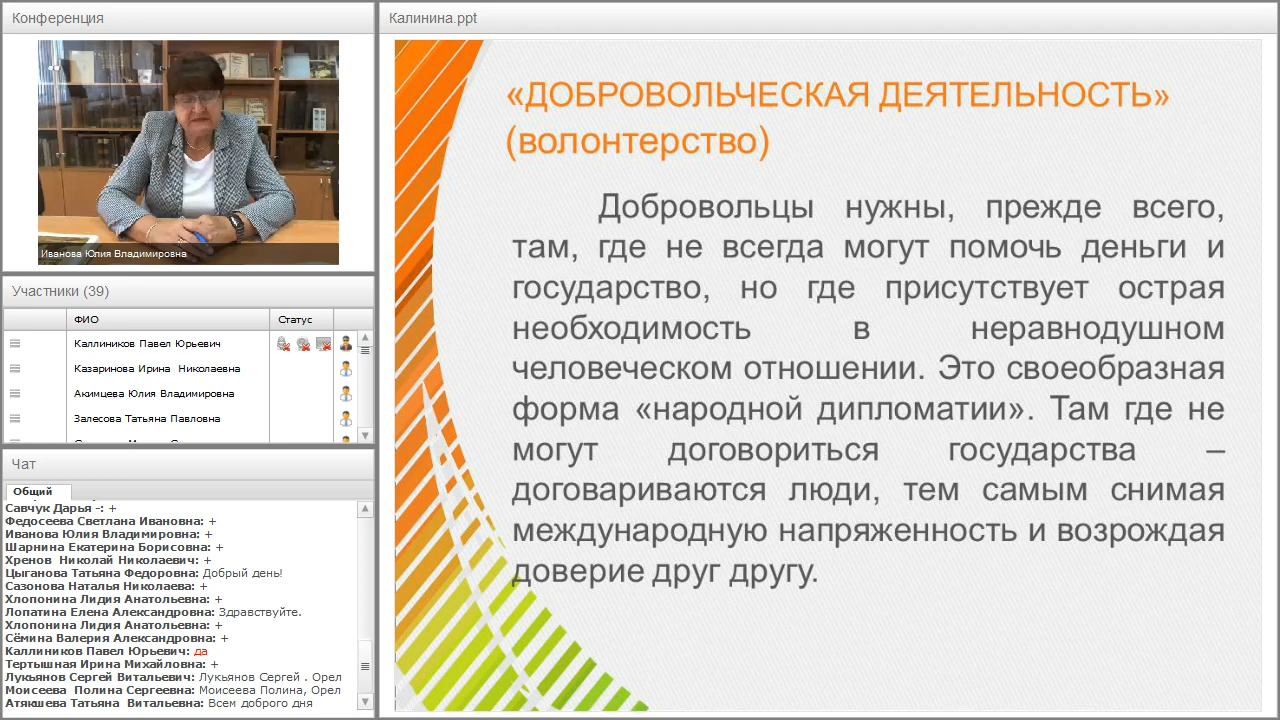 Конференция
Иванова Юлия Владимировна
Участники (39)
ФИО Статус
Каллиников Павел Юрьевич
Казаринова Ирина Николаевна
Акимцева Юлия Владимировна
Залесова Татьяна Павловна
Чат
Общий
Савчук Дарья -: +
Федосеева Светлана Ивановна: +
Иванова Юлия Владимировна: +
Шарнина Екатерина Борисовна: +
Хренов Николай Николаевич: +
Цыганова Татьяна Федоровна: Добрый день!
Сазонова Наталья Николаева: +
Хлопонина Лидия Анатольевна: +
Лопатина Елена Александровна: Здравствуйте.
Хлопонина Лидия Анатольевна: +
Сёмина Валерия Александровна: +
Каллиников Павел Юрьевич: да
Тертышная Ирина Михайловна: +
Лукьянов Сергей Витальевич: Лукьянов Сергей . Орел
Моисеева Полина Сергеевна: Моисеева Полина, Орел
Атякшева Татьяна Витальевна: Всем доброго дня
Калинина.ppt
«ДОБРОВОЛЬЧЕСКАЯ ДЕЯТЕЛЬНОСТЬ»
(волонтерство)
Добровольцы нужны, прежде всего,
там, где не всегда могут помочь деньги и
государство, но где присутствует острая
необходимость в неравнодушном
человеческом отношении. Это своеобразная
форма «народной дипломатии». Там где не
могут договориться государства –
договариваются люди, тем самым снимая
международную напряженность и возрождая
доверие друг другу.